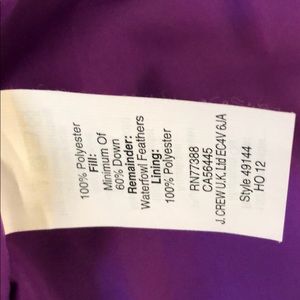 100% Polyester
Fill:
Minimum Of
60% Down
Remainder:
Waterfowl Feathers
Lining:
100% Polyester
RN77388
CA56445
J.CREW U.K. Ltd EC4V 6JA
Style 49144
HO 12